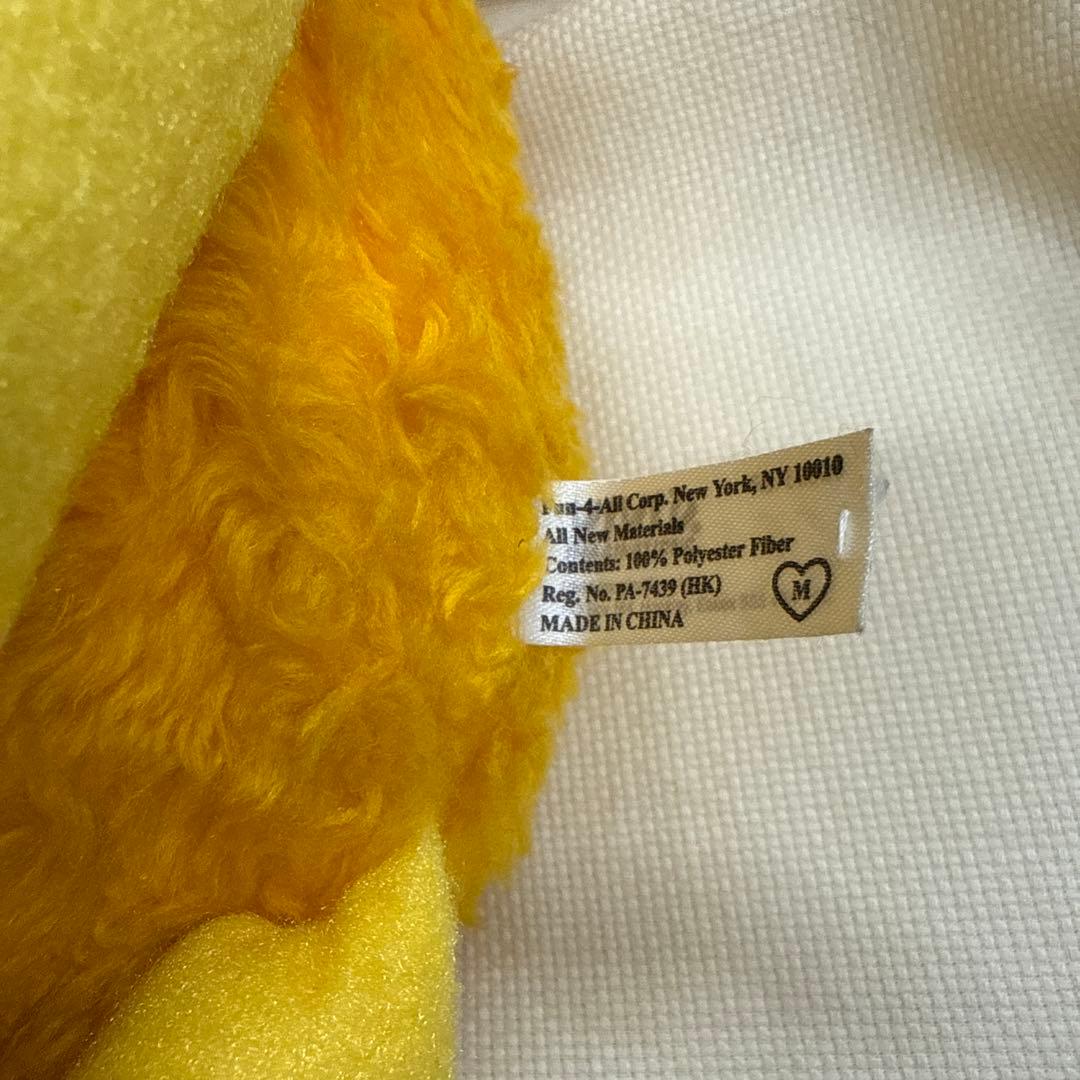 Fun-4-All Corp. New York, NY 10010
All New Materials
Contents: 100% Polyester Fiber
Reg. No. PA-7439 (HK)
M
MADE IN CHINA